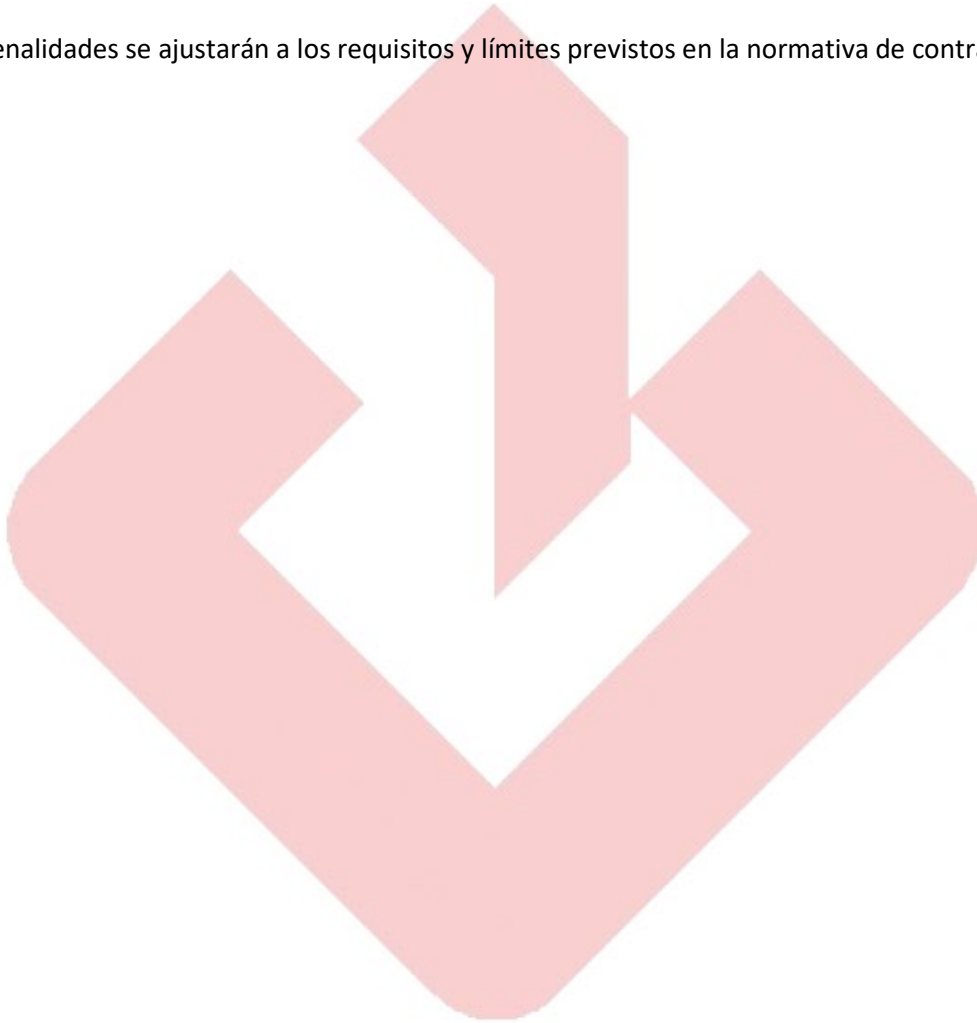 enalidades se ajustarán a los requisitos y límites previstos en la normativa de contra